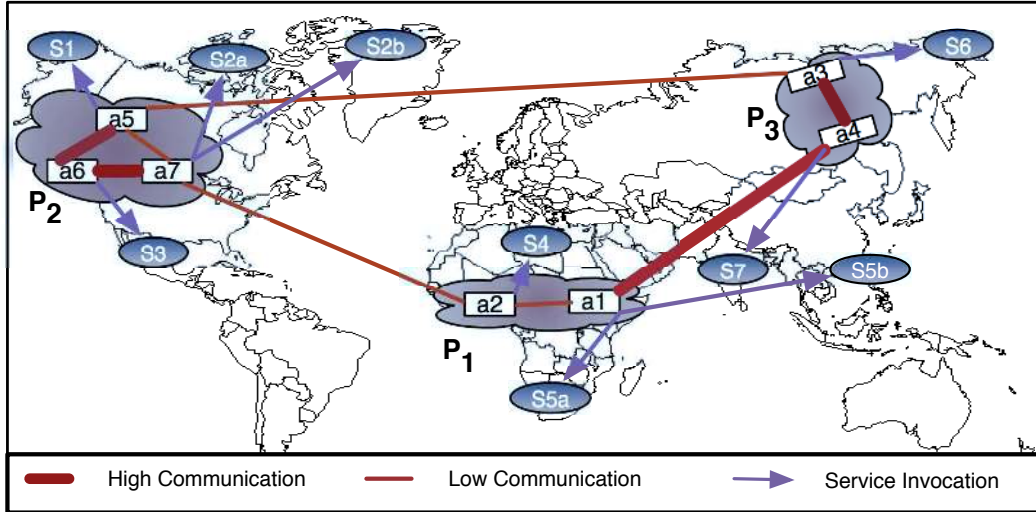 S1
S2a
S2b
S6
a3
a5
P3
a4
a6
a7
P2
S3
S4
S7
S5b
a2
a1
P1
S5a
High Communication
Low Communication
Service Invocation